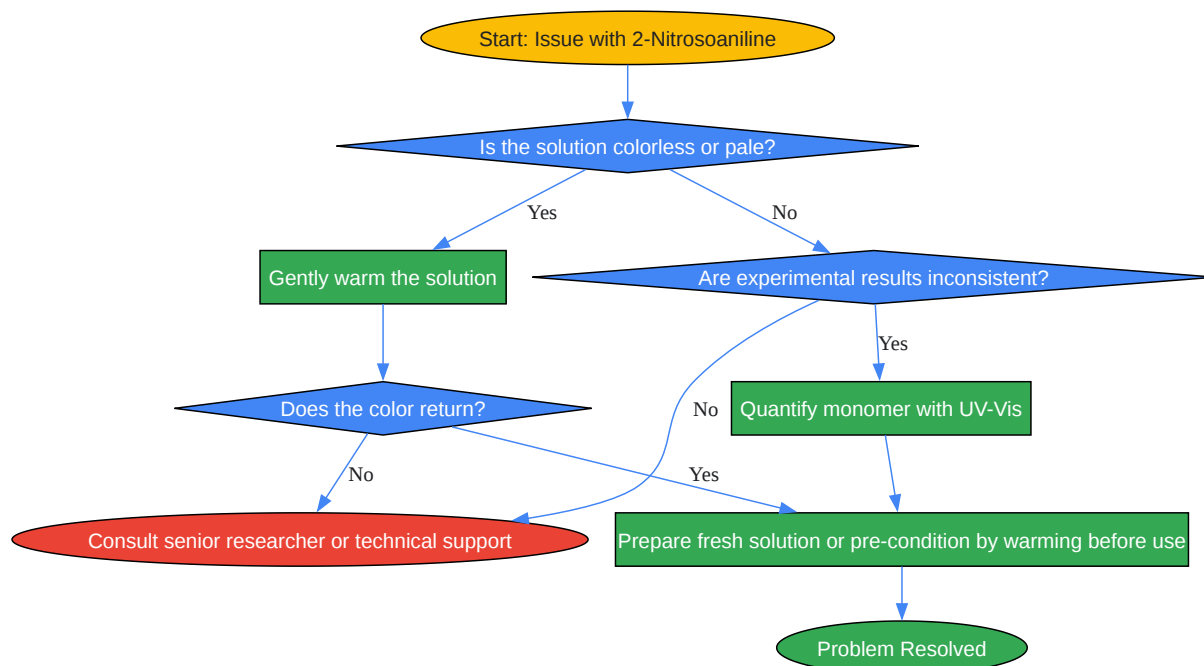 Start: Issue with 2-Nitrosoaniline
Is the solution colorless or pale?
Yes
No
Gently warm the solution
Are experimental results inconsistent?
Yes
Does the color return?
No
Quantify monomer with UV-Vis
No
Yes
Consult senior researcher or technical support
Prepare fresh solution or pre-condition by warming before use
Problem Resolved